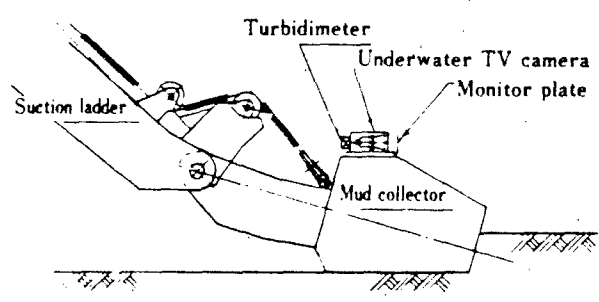 Turbidimeter
Underwater TV camera
Monitor plate
Suction ladder
Mud collector